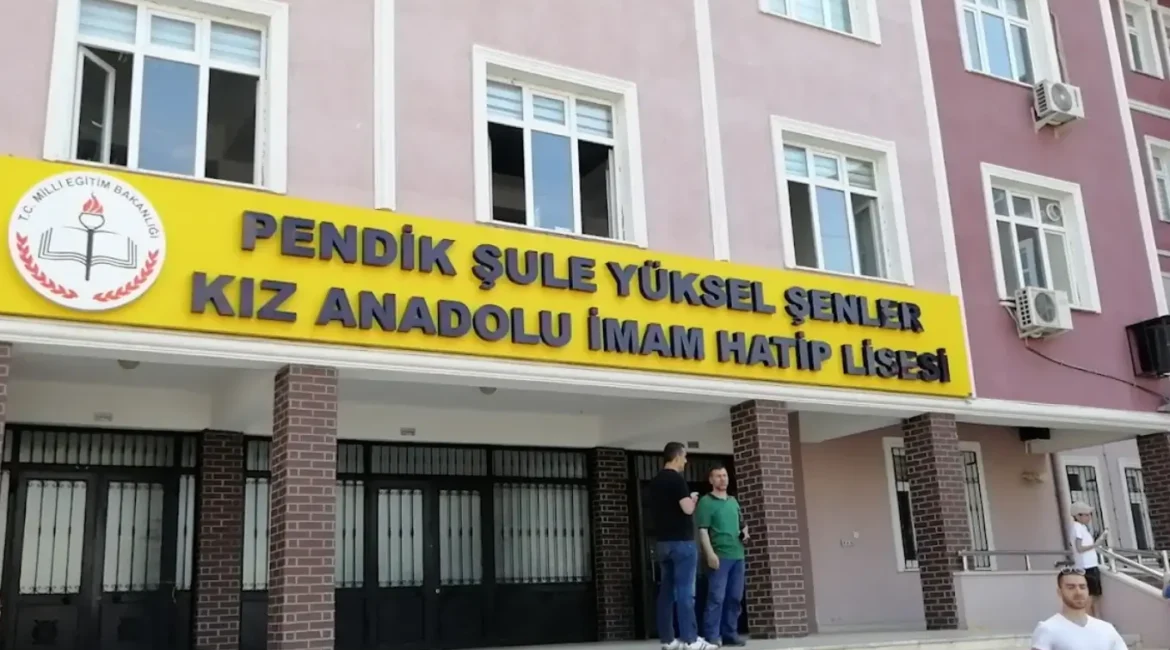 T.C. MİLLİ EĞİTİM BAKANLIĞI
PENDİK ŞULE YÜKSEL ŞENLER
KIZ ANADOLU İMAM HATİP LİSESİ